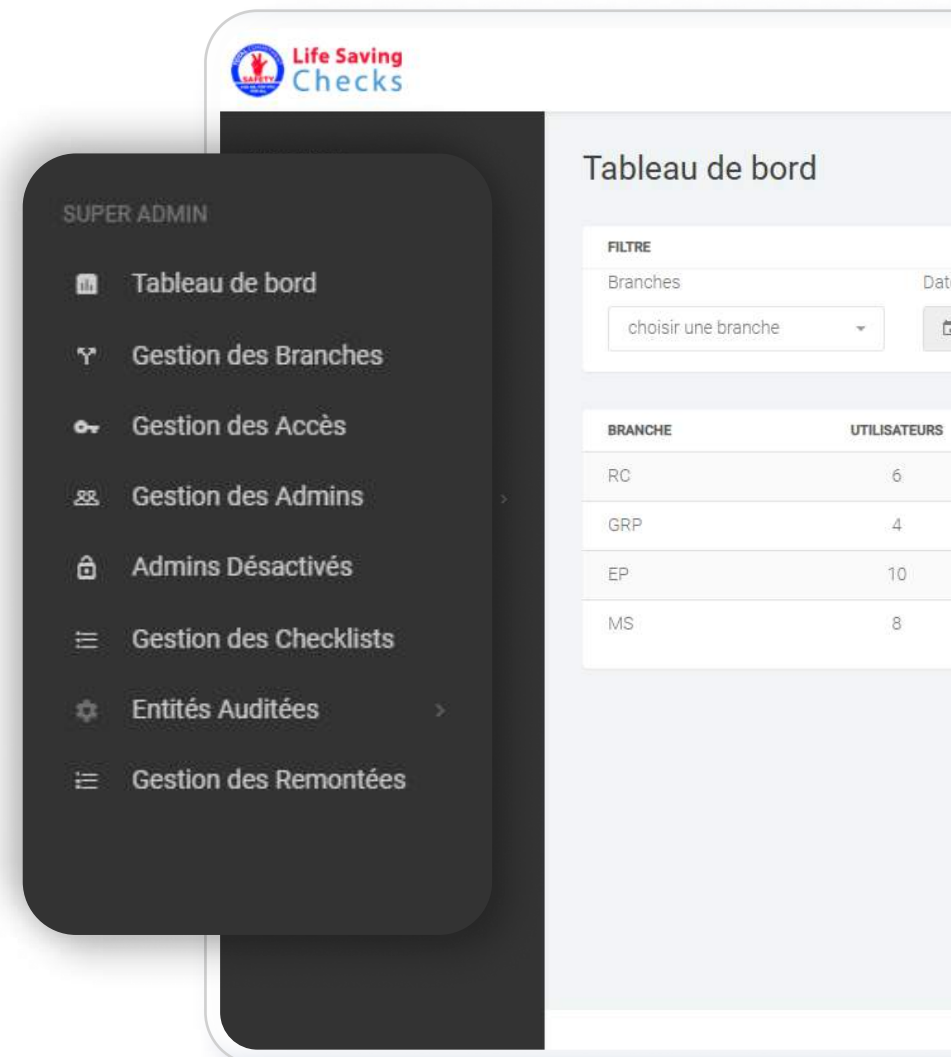 Life Saving
Checks
SAFETY
SUPER ADMIN
Tableau de bord
Gestion des Branches
Gestion des Accès
Gestion des Admins
Admins Désactivés
Gestion des Checklists
Entités Auditées
Gestion des Remontées
Tableau de bord
FILTRE
Branches
choisir une branche
BRANCHE UTILISATEURS
RC 6
GRP 4
EP 10
MS 8